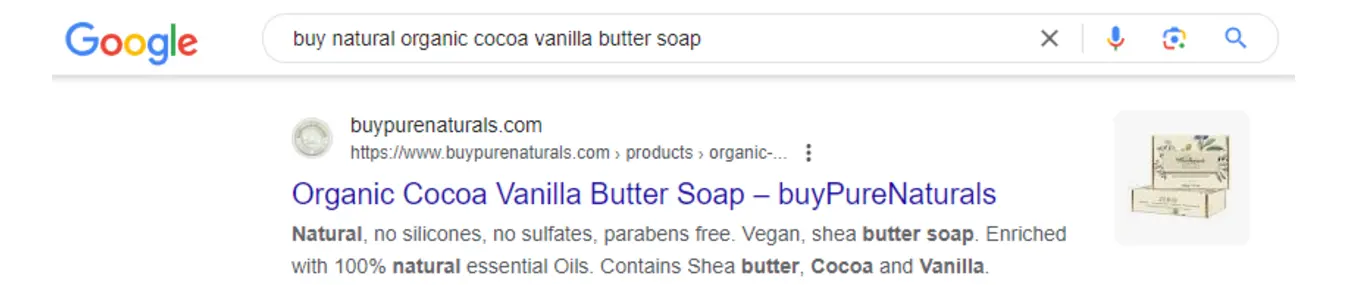 Google
buy natural organic cocoa vanilla butter soap
buypurenaturals.com
https://www.buypurenaturals.com › products › organic-...
Organic Cocoa Vanilla Butter Soap – buyPureNaturals
Natural, no silicones, no sulfates, parabens free. Vegan, shea butter soap. Enriched
with 100% natural essential Oils. Contains Shea butter, Cocoa and Vanilla.